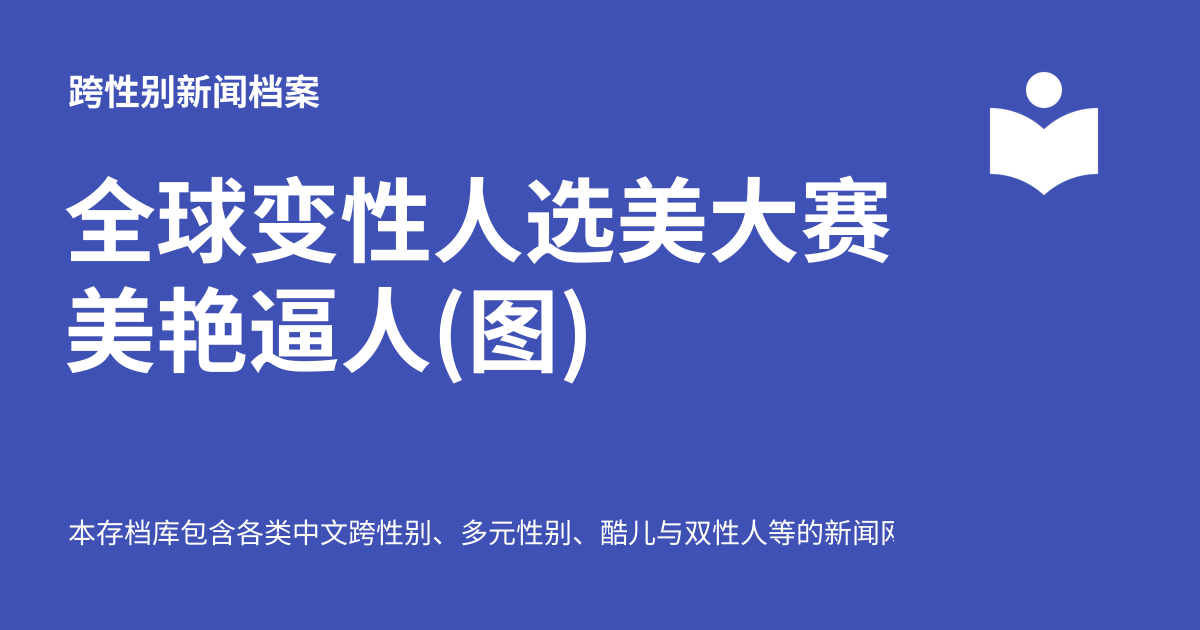 跨性别新闻档案
全球变性人选美大赛
美艳逼人(图)
本存档库包含各类中文跨性别、多元性别、酷儿与双性人等的新闻